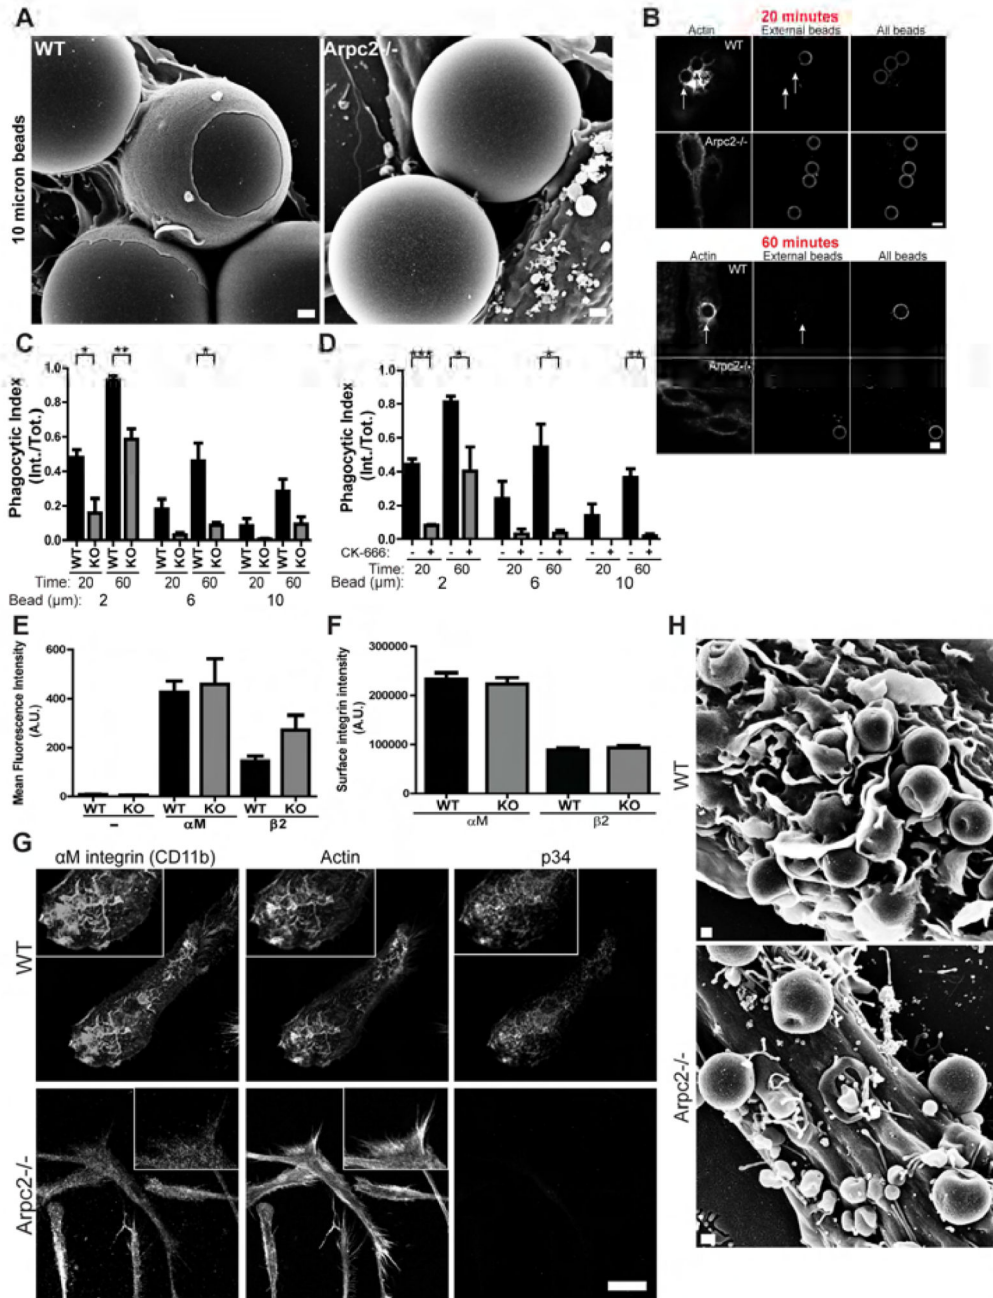 A
WT
Arpc2-/-
10 micron beads
B
20 minutes
Actin
External beads
All beads
WT
Arpc2-/-
60 minutes
Actin
External beads
All beads
WT
Arpc2-/-
C
* ** *
Phagocytic Index
(Int./Tot.)
1.0
0.8
0.6
0.4
0.2
0.0
WT KO WT KO WT KO WT KO WT KO WT KO
Time: 20 60 20 60 20 60
Bead (µm): 2 6 10
D
*** * * **
Phagocytic Index
(Int./Tot.)
1.0
0.8
0.6
0.4
0.2
0.0
CK-666: - + - + - + - + - + - +
Time: 20 60 20 60 20 60
Bead (µm): 2 6 10
E
Mean Fluorescence Intensity
(A.U.)
600
400
200
0
WT KO WT KO WT KO
– αM β2
F
Surface integrin intensity
(A.U.)
300000
200000
100000
0
WT KO WT KO
αM β2
G
αM integrin (CD11b)
Actin
p34
WT
Arpc2-/-
H
WT
Arpc2-/-